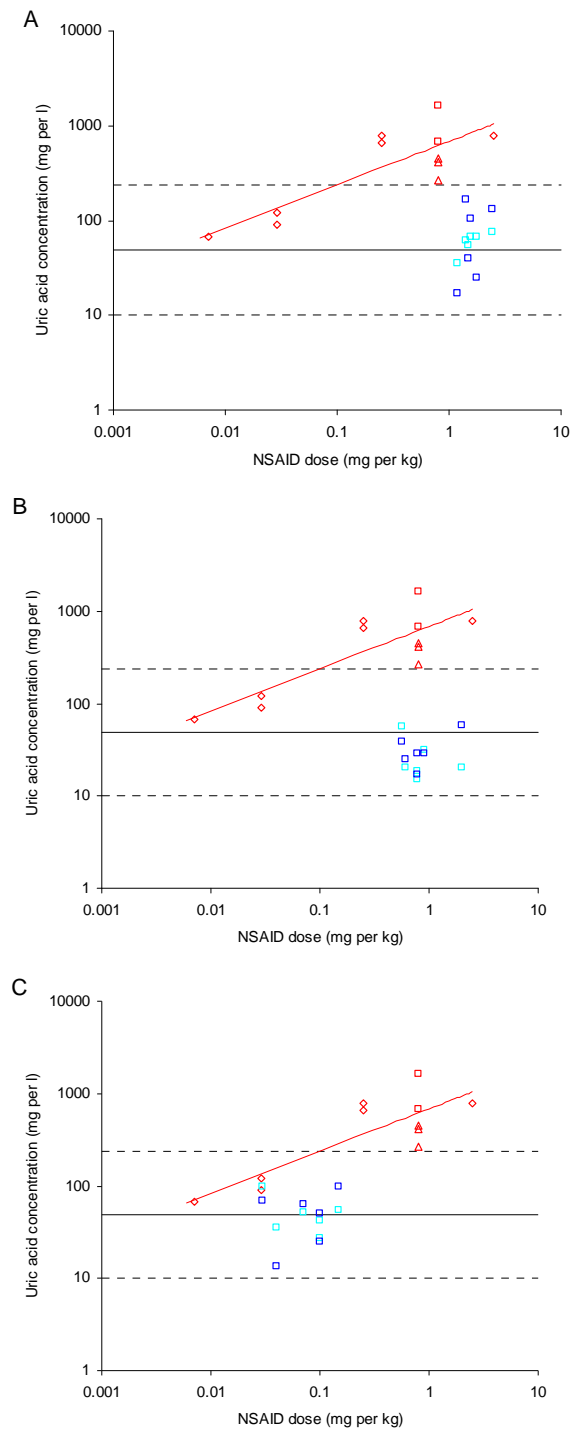 A
10000
1000
100
10
1
0.001 0.01 0.1 1 10
Uric acid concentration (mg per l)
NSAID dose (mg per kg)
B
10000
1000
100
10
1
0.001 0.01 0.1 1 10
Uric acid concentration (mg per l)
NSAID dose (mg per kg)
C
10000
1000
100
10
1
0.001 0.01 0.1 1 10
Uric acid concentration (mg per l)
NSAID dose (mg per kg)